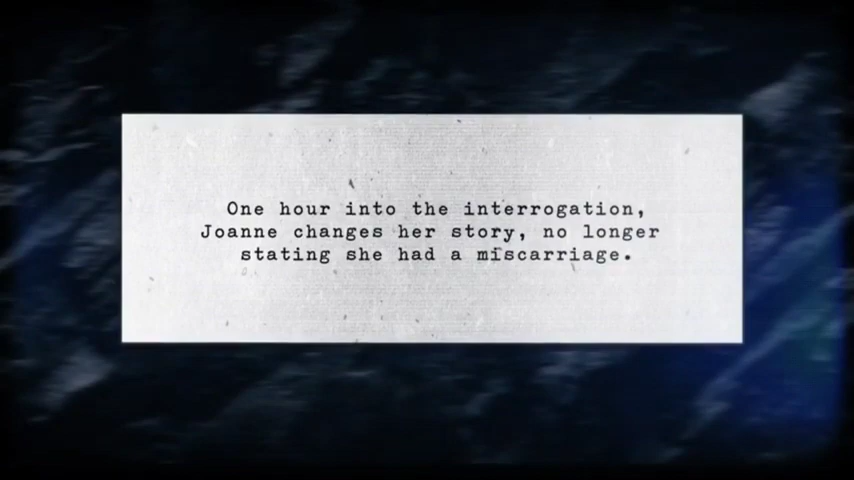 One hour into the interrogation,
Joanne changes her story, no longer
stating she had a miscarriage.